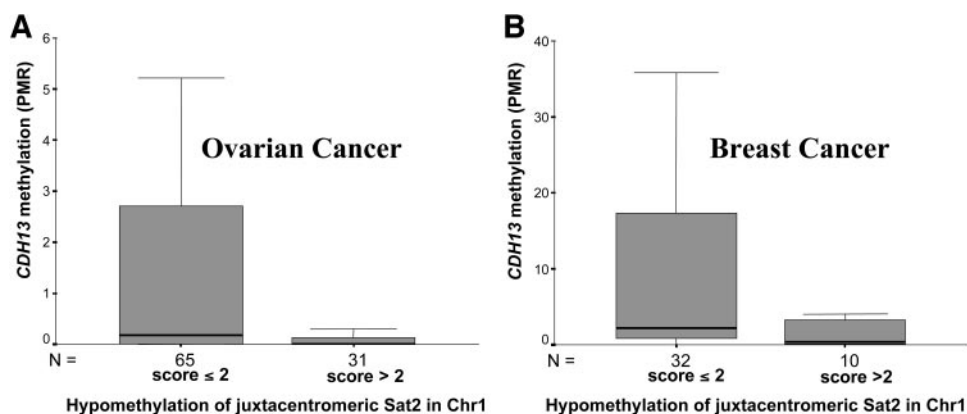 A
CDH13 methylation (PMR)
6
5
4
3
2
1
0
Ovarian Cancer
N =
65
31
score ≤ 2
score > 2
Hypomethylation of juxtacentromeric Sat2 in Chr1
B
CDH13 methylation (PMR)
40
30
20
10
0
Breast Cancer
N =
32
10
score ≤ 2
score >2
Hypomethylation of juxtacentromeric Sat2 in Chr1